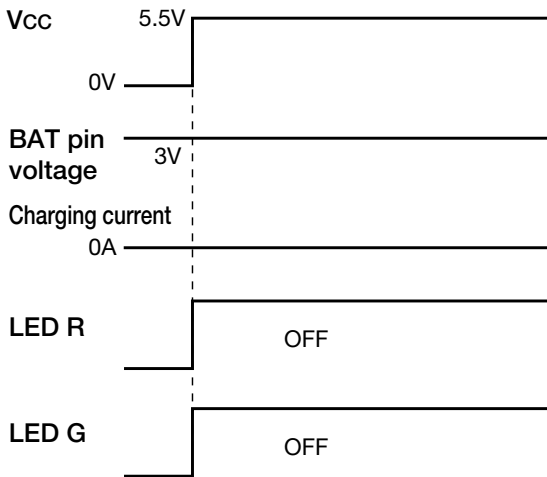 Vcc
5.5V
0V
BAT pin
voltage
3V
Charging current
0A
LED R
OFF
LED G
OFF